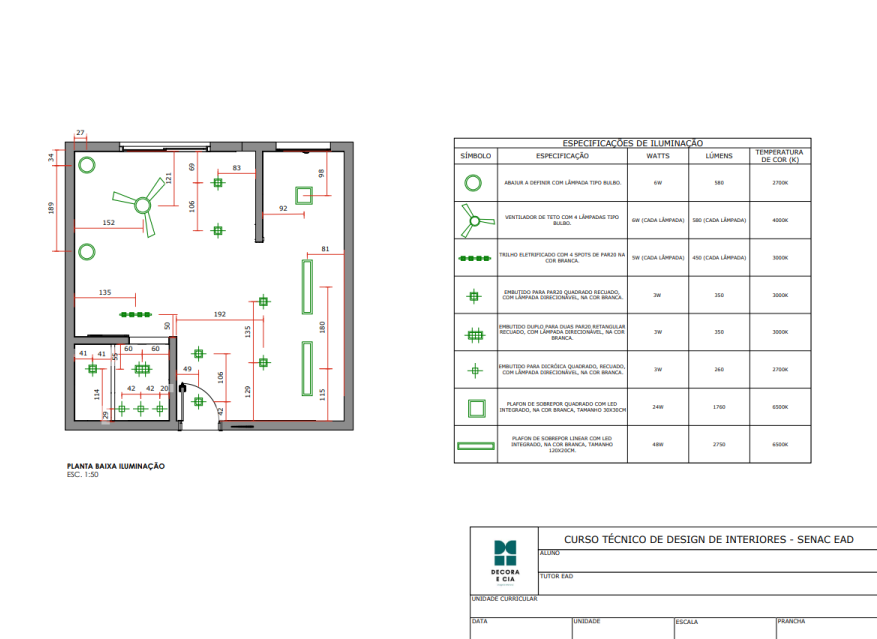 27
34
69
83
121
98
189
106
92
152
81
135
192
50
135
180
41
41
60
60
55
49
106
114
42
42
20
129
115
29
42
PLANTA BAIXA ILUMINAÇÃO
ESC. 1:50
ESPECIFICAÇÕES DE ILUMINAÇÃO
SÍMBOLO ESPECIFICAÇÃO WATTS LÚMENS TEMPERATURA
DE COR (K)
ABAJUR A DEFINIR COM LÂMPADA TIPO BULBO. 6W 580 2700K
VENTILADOR DE TETO COM 4 LÂMPADAS TIPO
BULBO. 6W (CADA LÂMPADA) 580 (CADA LÂMPADA) 4000K
TRILHO ELETRIFICADO COM 4 SPOTS DE PAR20 NA
COR BRANCA. 5W (CADA LÂMPADA) 450 (CADA LÂMPADA) 3000K
EMBUTIDO PARA PAR20 QUADRADO RECUADO,
COM LÂMPADA DIRECIONÁVEL, NA COR BRANCA. 3W 350 3000K
EMBUTIDO DUPLO PARA DUAS PAR20 RETANGULAR
RECUADO, COM LÂMPADA DIRECIONÁVEL, NA COR
BRANCA. 3W 350 3000K
EMBUTIDO PARA DICRÓICA QUADRADO, RECUADO,
COM LÂMPADA DIRECIONÁVEL, NA COR BRANCA. 3W 260 2700K
PLAFON DE SOBREPOR QUADRADO COM LED
INTEGRADO, NA COR BRANCA, TAMANHO 30X30CM 24W 1760 6500K
PLAFON DE SOBREPOR LINEAR COM LED
INTEGRADO, NA COR BRANCA, TAMANHO
120X20CM. 48W 2750 6500K
DECORA
E CIA
CURSO TÉCNICO DE DESIGN DE INTERIORES - SENAC EAD
ALUNO
TUTOR EAD
UNIDADE CURRICULAR
DATA UNIDADE ESCALA PRANCHA